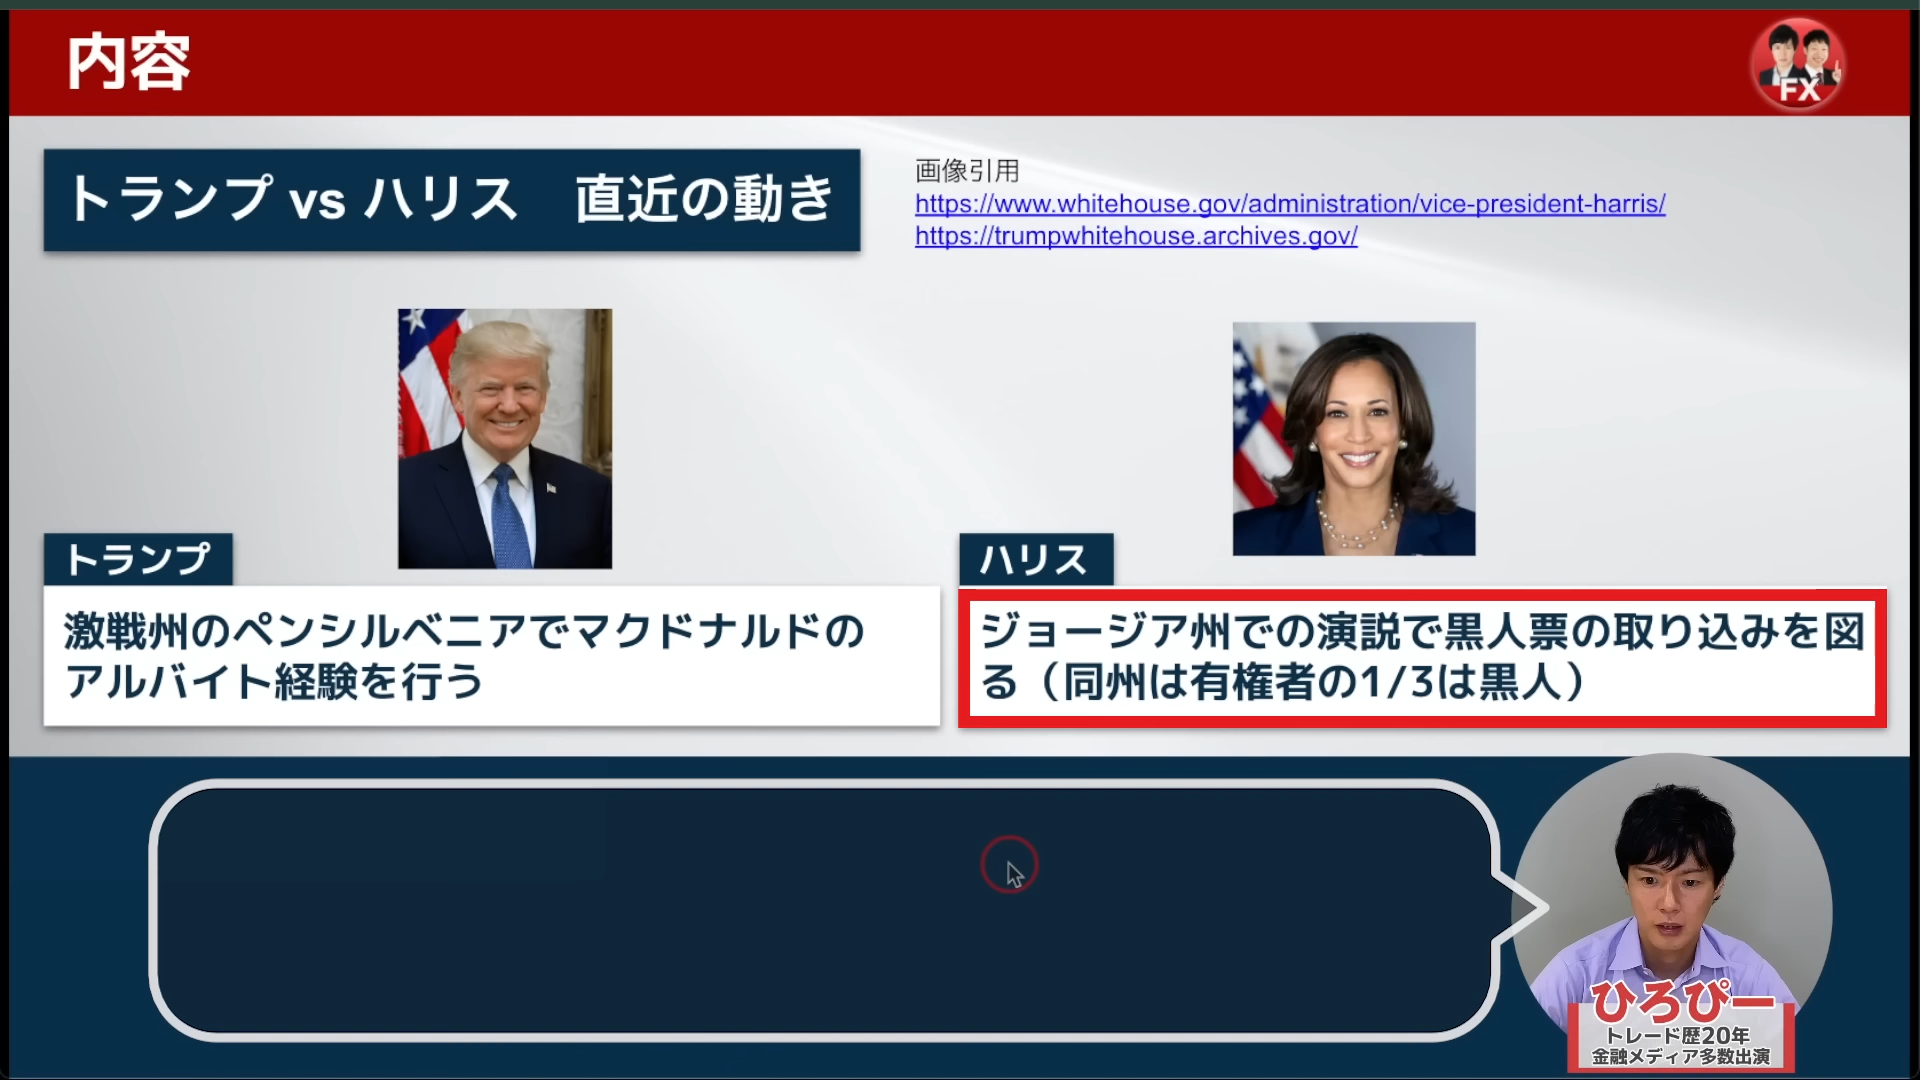 内容
FX
トランプ vs ハリス　直近の動き
画像引用
https://www.whitehouse.gov/administration/vice-president-harris/
https://trumpwhitehouse.archives.gov/
トランプ
激戦州のペンシルベニアでマクドナルドの
アルバイト経験を行う
ハリス
ジョージア州での演説で黒人票の取り込みを図
る（同州は有権者の1/3は黒人）
ひろぴー
トレード歴20年
金融メディア多数出演